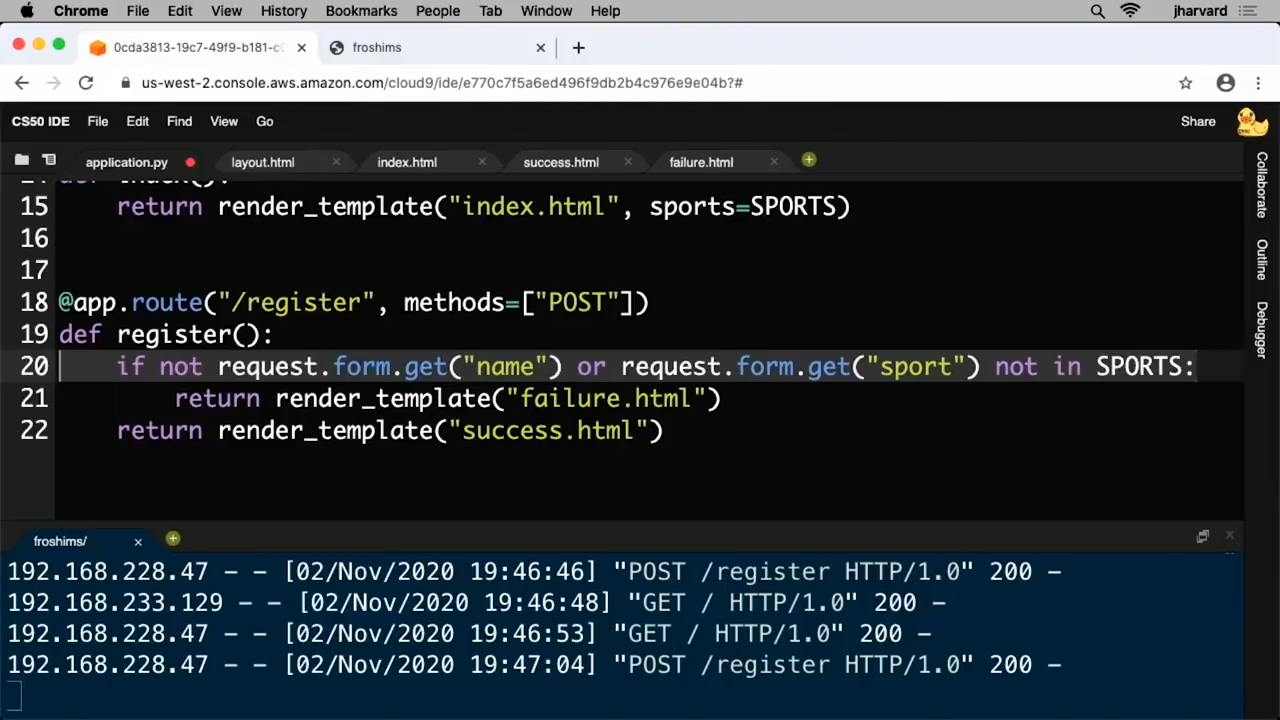 Chrome File Edit View History Bookmarks People Tab Window Help jharvard
0cda3813-19c7-49f9-b181-c froshims
us-west-2.console.aws.amazon.com/cloud9/ide/e770c7f5a6ed496f9db2b4c976e9e04b?#
CS50 IDE File Edit Find View Go Share
application.py layout.html index.html success.html failure.html
15 return render_template("index.html", sports=SPORTS)
16
17
18 @app.route("/register", methods=["POST"])
19 def register():
20 if not request.form.get("name") or request.form.get("sport") not in SPORTS:
21 return render_template("failure.html")
22 return render_template("success.html")
Collaborate
Outline
Debugger
froshims/
192.168.228.47 - - [02/Nov/2020 19:46:46] "POST /register HTTP/1.0" 200 -
192.168.233.129 - - [02/Nov/2020 19:46:48] "GET / HTTP/1.0" 200 -
192.168.228.47 - - [02/Nov/2020 19:46:53] "GET / HTTP/1.0" 200 -
192.168.228.47 - - [02/Nov/2020 19:47:04] "POST /register HTTP/1.0" 200 -